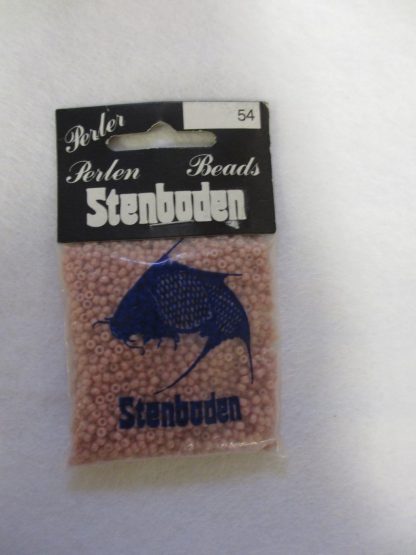 54
Perler
Perlen Beads
Stenboden
Stenboden